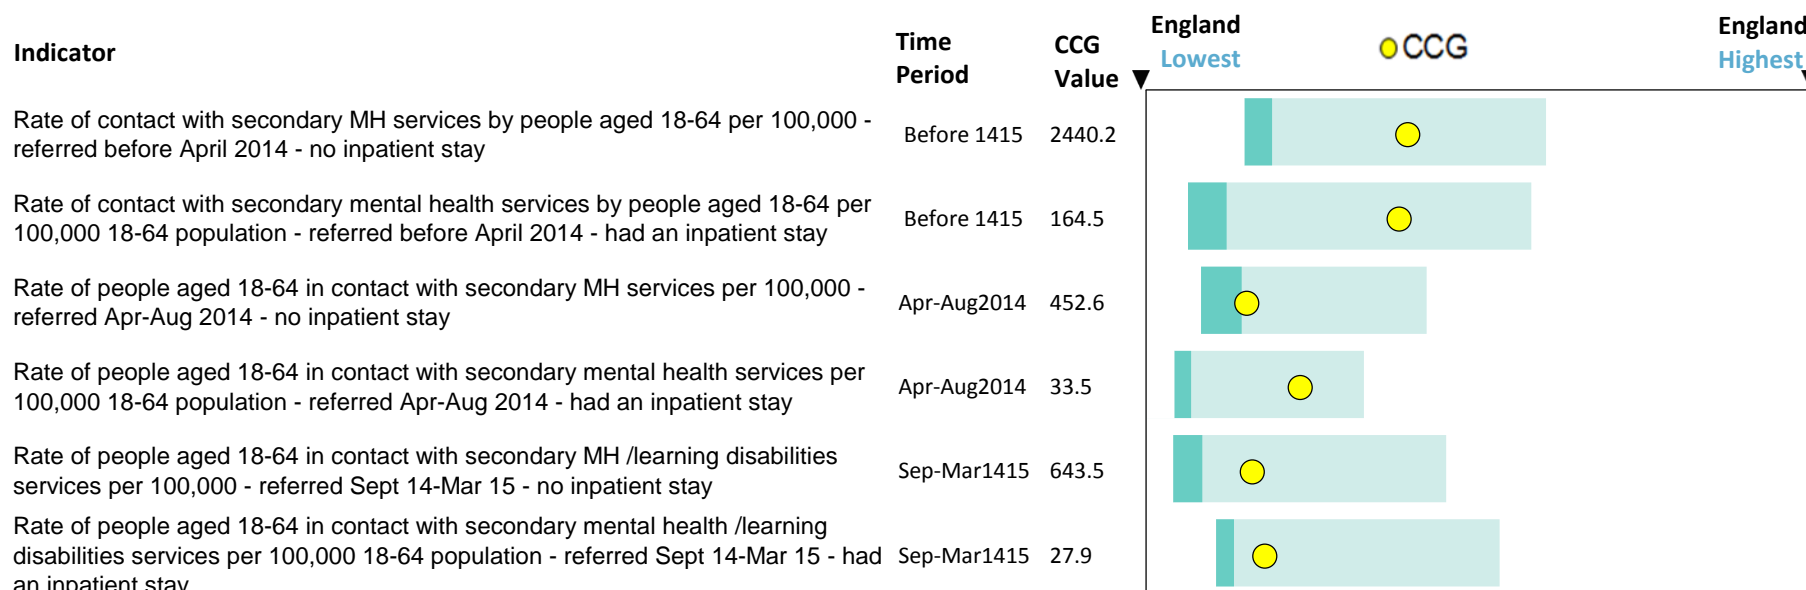 Indicator
Time
Period
CCG
Value
England
Lowest
CCG
England
Highest
Rate of contact with secondary MH services by people aged 18-64 per 100,000 -
referred before April 2014 - no inpatient stay
Before 1415 2440.2
Rate of contact with secondary mental health services by people aged 18-64 per
100,000 18-64 population - referred before April 2014 - had an inpatient stay
Before 1415 164.5
Rate of people aged 18-64 in contact with secondary MH services per 100,000 -
referred Apr-Aug 2014 - no inpatient stay
Apr-Aug2014 452.6
Rate of people aged 18-64 in contact with secondary mental health services per
100,000 18-64 population - referred Apr-Aug 2014 - had an inpatient stay
Apr-Aug2014 33.5
Rate of people aged 18-64 in contact with secondary MH /learning disabilities
services per 100,000 - referred Sept 14-Mar 15 - no inpatient stay
Sep-Mar1415 643.5
Rate of people aged 18-64 in contact with secondary mental health /learning
disabilities services per 100,000 18-64 population - referred Sept 14-Mar 15 - had
an inpatient stay
Sep-Mar1415 27.9